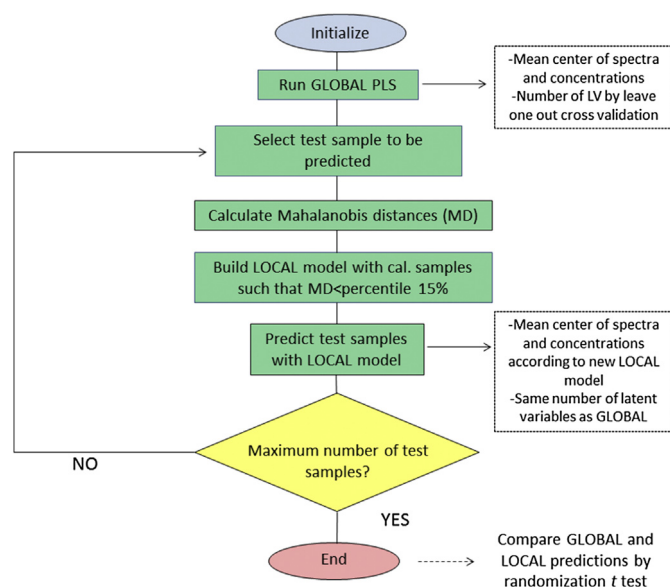 Initialize
Run GLOBAL PLS
-Mean center of spectra
and concentrations
-Number of LV by leave
one out cross validation
Select test sample to be
predicted
Calculate Mahalanobis distances (MD)
Build LOCAL model with cal. samples
such that MD<percentile 15%
Predict test samples
with LOCAL model
-Mean center of spectra
and concentrations
according to new LOCAL
model
-Same number of latent
variables as GLOBAL
Maximum number of test
samples?
NO
YES
End
Compare GLOBAL and
LOCAL predictions by
randomization t test